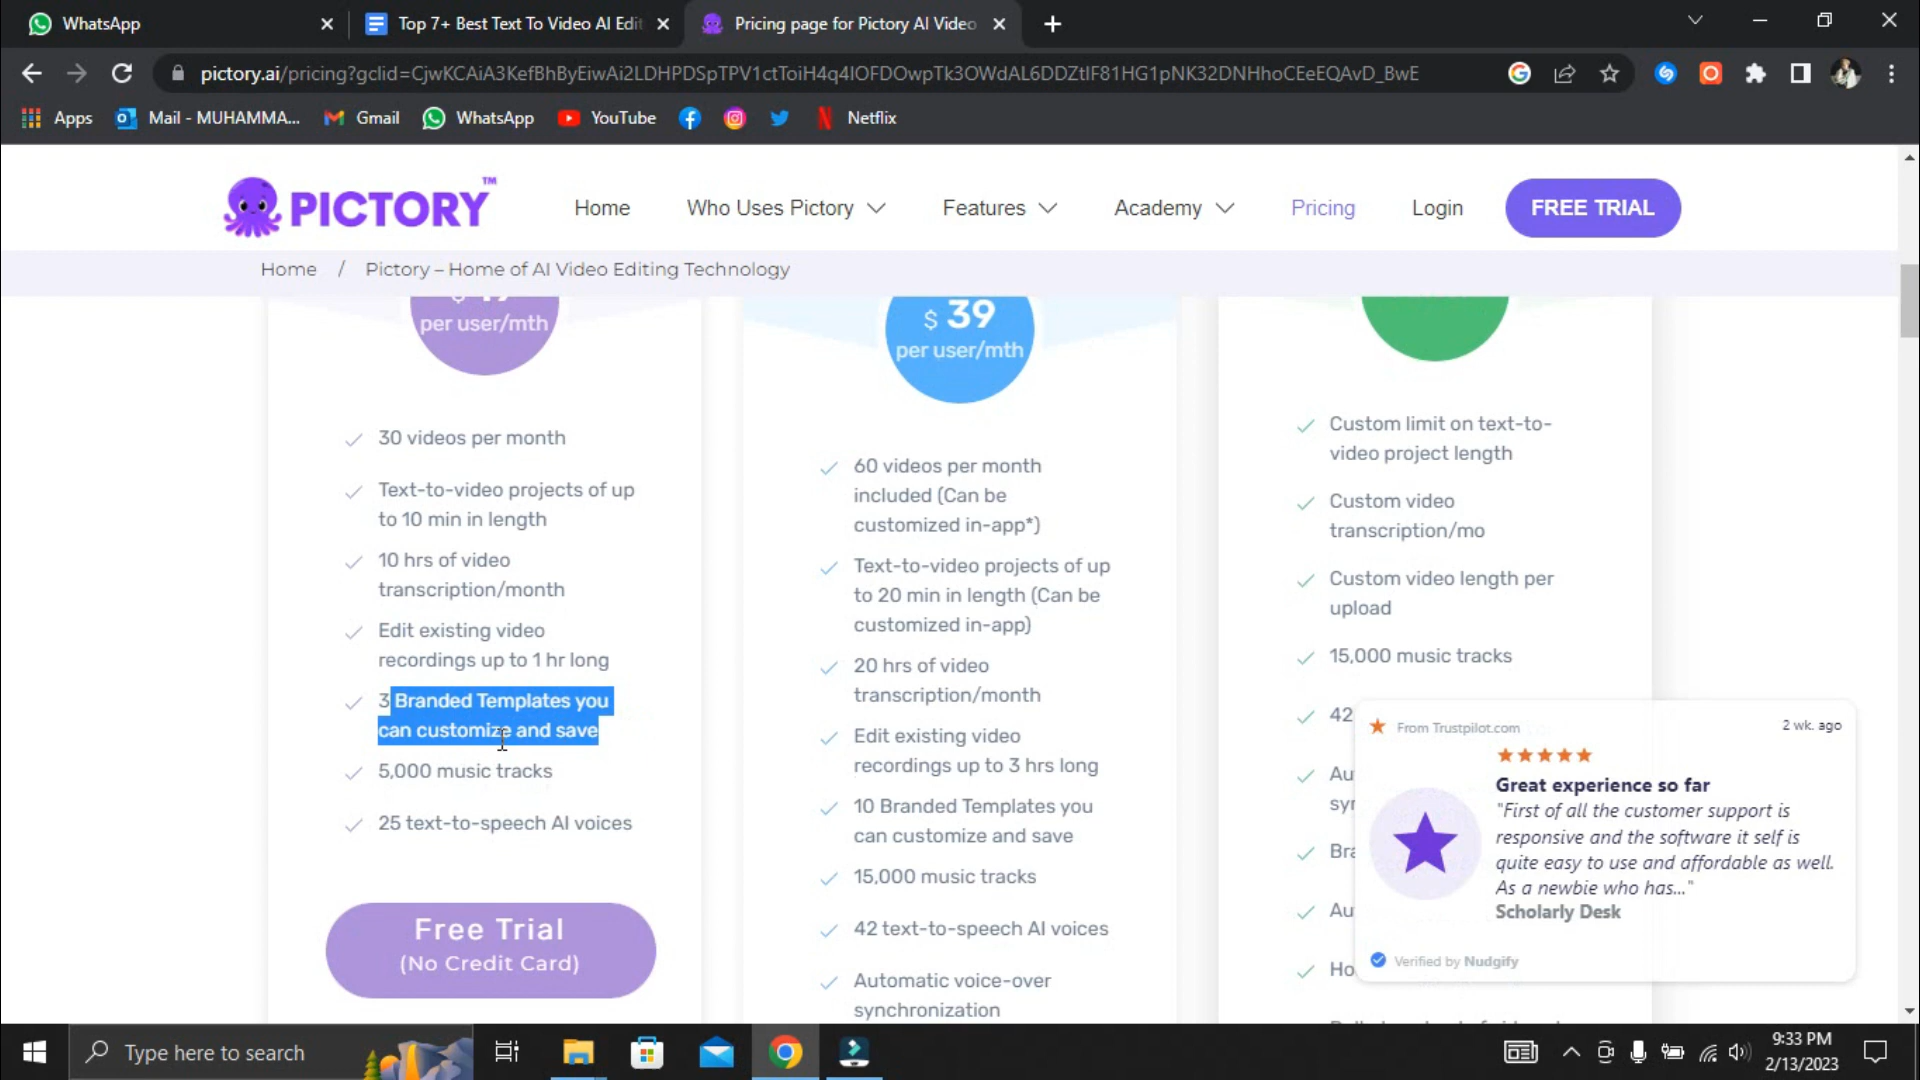 WhatsApp
Top 7+ Best Text To Video AI Edit
Pricing page for Pictory AI Video
pictory.ai/pricing?gclid=CjwKCAiA3KefBhByEiwAi2LDHPDSpTPV1ctToiH4q4IOFDOwpTk3OWdAL6DDZtIF81HG1pNK32DNHhoCEeEQAvD_BwE
Apps
Mail - MUHAMMA...
Gmail
WhatsApp
YouTube
Netflix
PICTORY™
Home
Who Uses Pictory
Features
Academy
Pricing
Login
FREE TRIAL
Home / Pictory – Home of AI Video Editing Technology
per user/mth
30 videos per month
Text-to-video projects of up
to 10 min in length
10 hrs of video
transcription/month
Edit existing video
recordings up to 1 hr long
3 Branded Templates you
can customize and save
5,000 music tracks
25 text-to-speech AI voices
Free Trial
(No Credit Card)
$ 39
per user/mth
60 videos per month
included (Can be
customized in-app*)
Text-to-video projects of up
to 20 min in length (Can be
customized in-app)
20 hrs of video
transcription/month
Edit existing video
recordings up to 3 hrs long
10 Branded Templates you
can customize and save
15,000 music tracks
42 text-to-speech AI voices
Automatic voice-over
synchronization
Custom limit on text-to-
video project length
Custom video
transcription/mo
Custom video length per
upload
15,000 music tracks
42
Au
Bra
Au
Ho
From Trustpilot.com
2 wk. ago
Great experience so far
"First of all the customer support is
responsive and the software it self is
quite easy to use and affordable as well.
As a newbie who has..."
Scholarly Desk
Verified by Nudgify
Type here to search
9:33 PM
2/13/2023